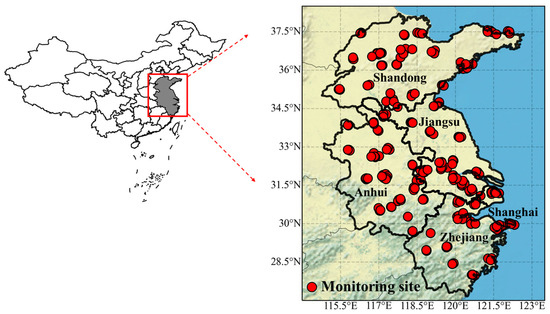 37.5°N
36°N
34.5°N
33°N
31.5°N
30°N
28.5°N
Shandong
Jiangsu
Anhui
Shanghai
Zhejiang
Monitoring site
115.5°E 117°E 118.5°E 120°E 121.5°E 123°E